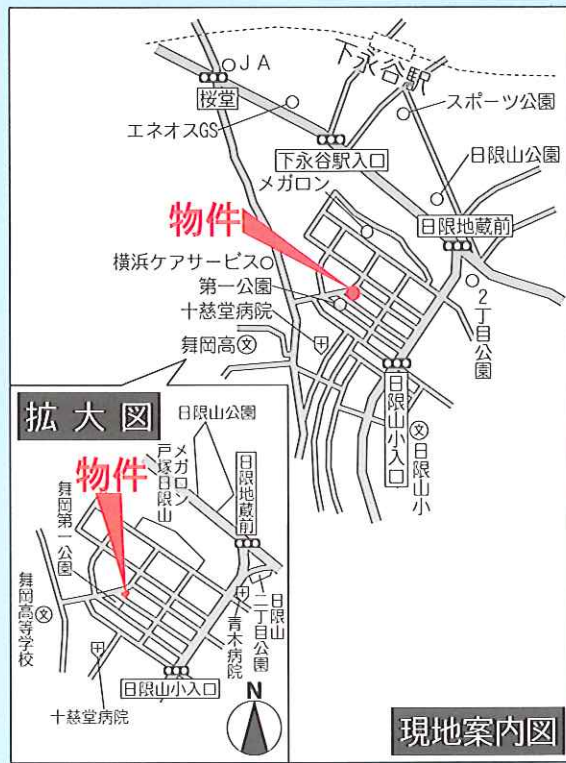 下永谷駅
JA
桜堂
スポーツ公園
エネオスGS
下永谷駅入口
日限山公園
メガロン
日限地蔵前
物件
横浜ケアサービス
第一公園
2丁目公園
十慈堂病院
舞岡高
文
日限山小入口
文
日限山小
拡大図
日限山公園
メガロン
戸塚日限山
物件
日限地蔵前
舞岡第一公園
舞岡高等学校
文
日限山
二丁目公園
青木病院
日限山小入口
十慈堂病院
N
現地案内図